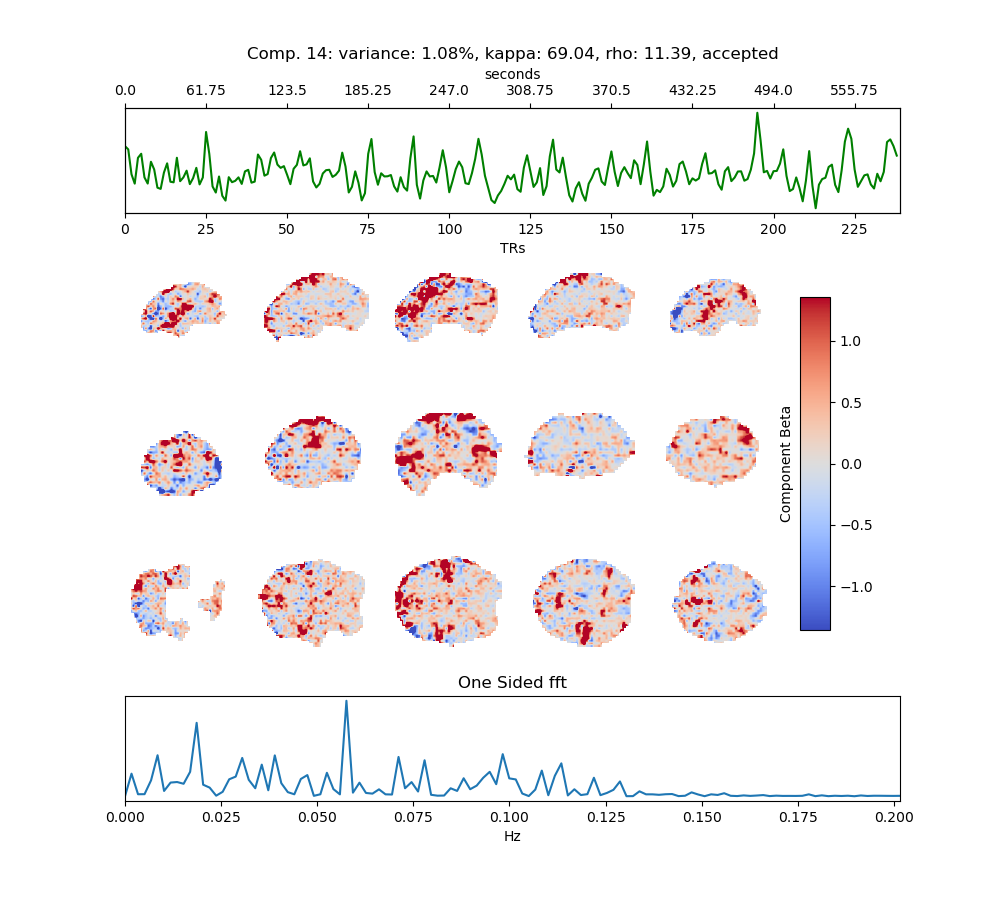 Comp. 14: variance: 1.08%, kappa: 69.04, rho: 11.39, accepted
seconds
0.0 61.75 123.5 185.25 247.0 308.75 370.5 432.25 494.0 555.75
0 25 50 75 100 125 150 175 200 225
TRs
1.0
0.5
0.0
−0.5
−1.0
Component Beta
One Sided fft
0.000 0.025 0.050 0.075 0.100 0.125 0.150 0.175 0.200
Hz